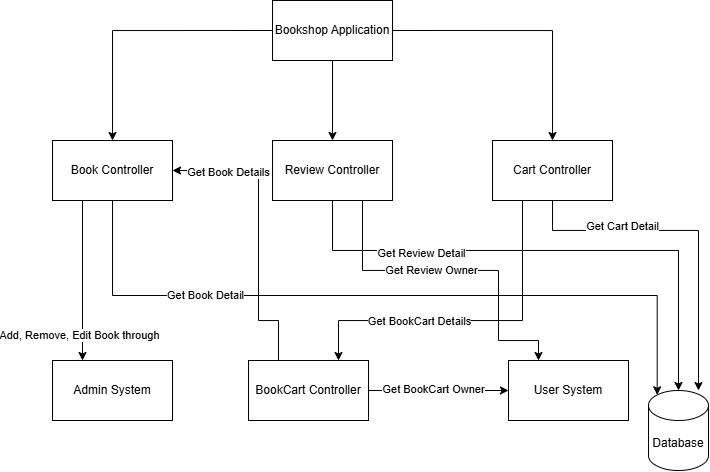 Bookshop Application
Book Controller
Get Book Details
Review Controller
Cart Controller
Get Cart Detail
Get Review Detail
Get Review Owner
Get Book Detail
Get BookCart Details
Add, Remove, Edit Book through
Admin System
BookCart Controller
Get BookCart Owner
User System
Database